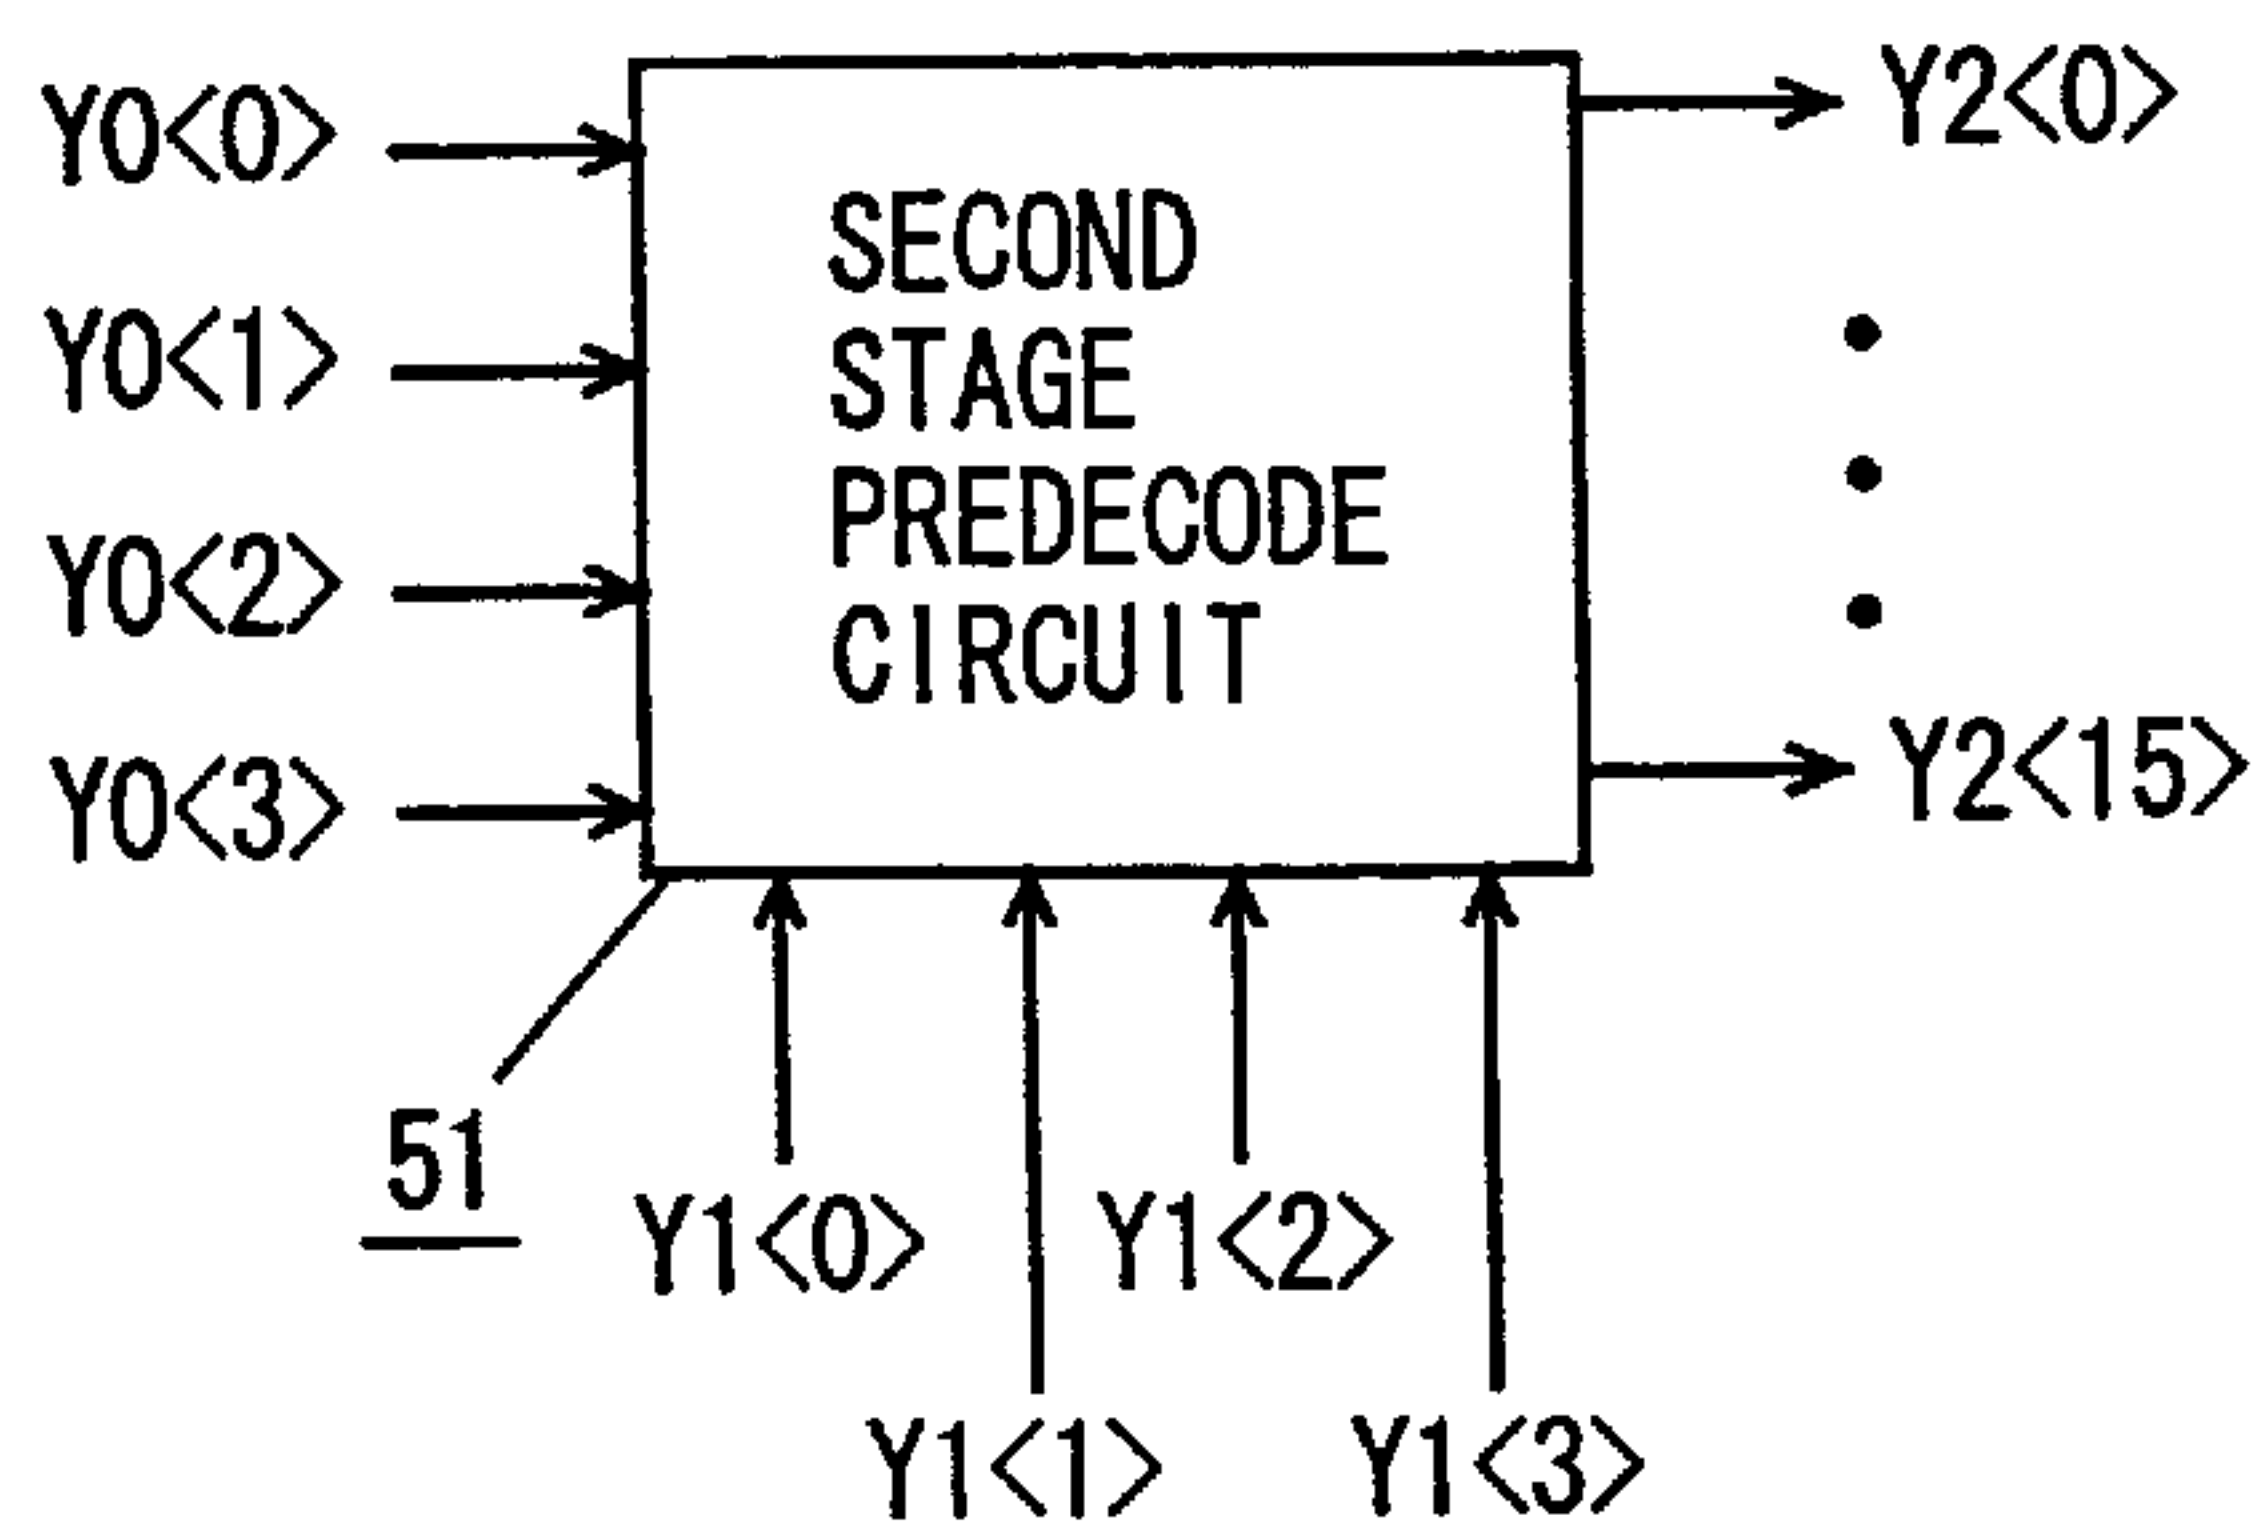 Y0<0>
Y0<1>
Y0<2>
Y0<3>
SECOND
STAGE
PREDECODE
CIRCUIT
Y2<0>
Y2<15>
51
Y1<0>
Y1<2>
Y1<1>
Y1<3>